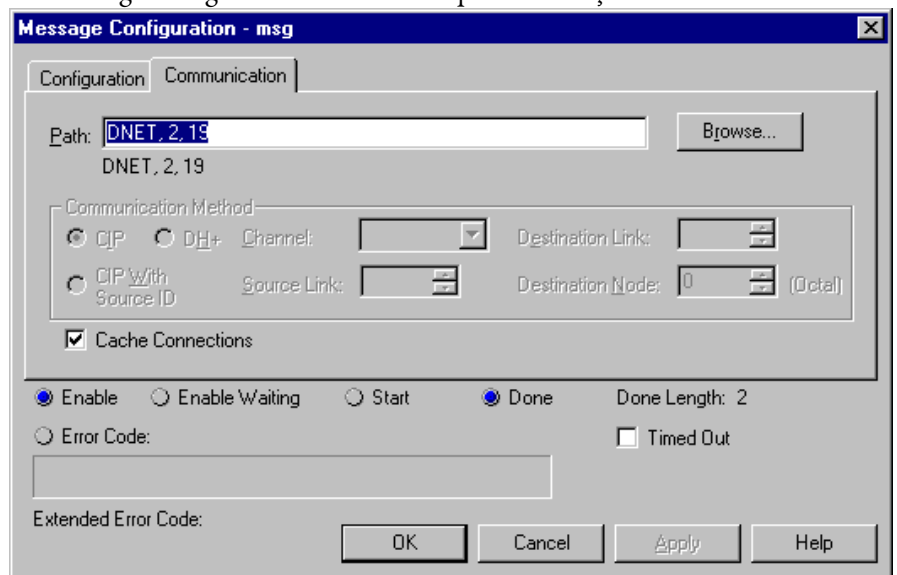 Message Configuration - msg
Configuration Communication
Path: DNET, 2, 19 Browse...
DNET, 2, 19
Communication Method
CIP DH+ Channel: Destination Link:
CIP With Source Link: Destination Node: 0 (Octal)
Source ID
Cache Connections
Enable Enable Waiting Start Done Done Length: 2
Error Code: Timed Out
Extended Error Code:
OK Cancel Apply Help